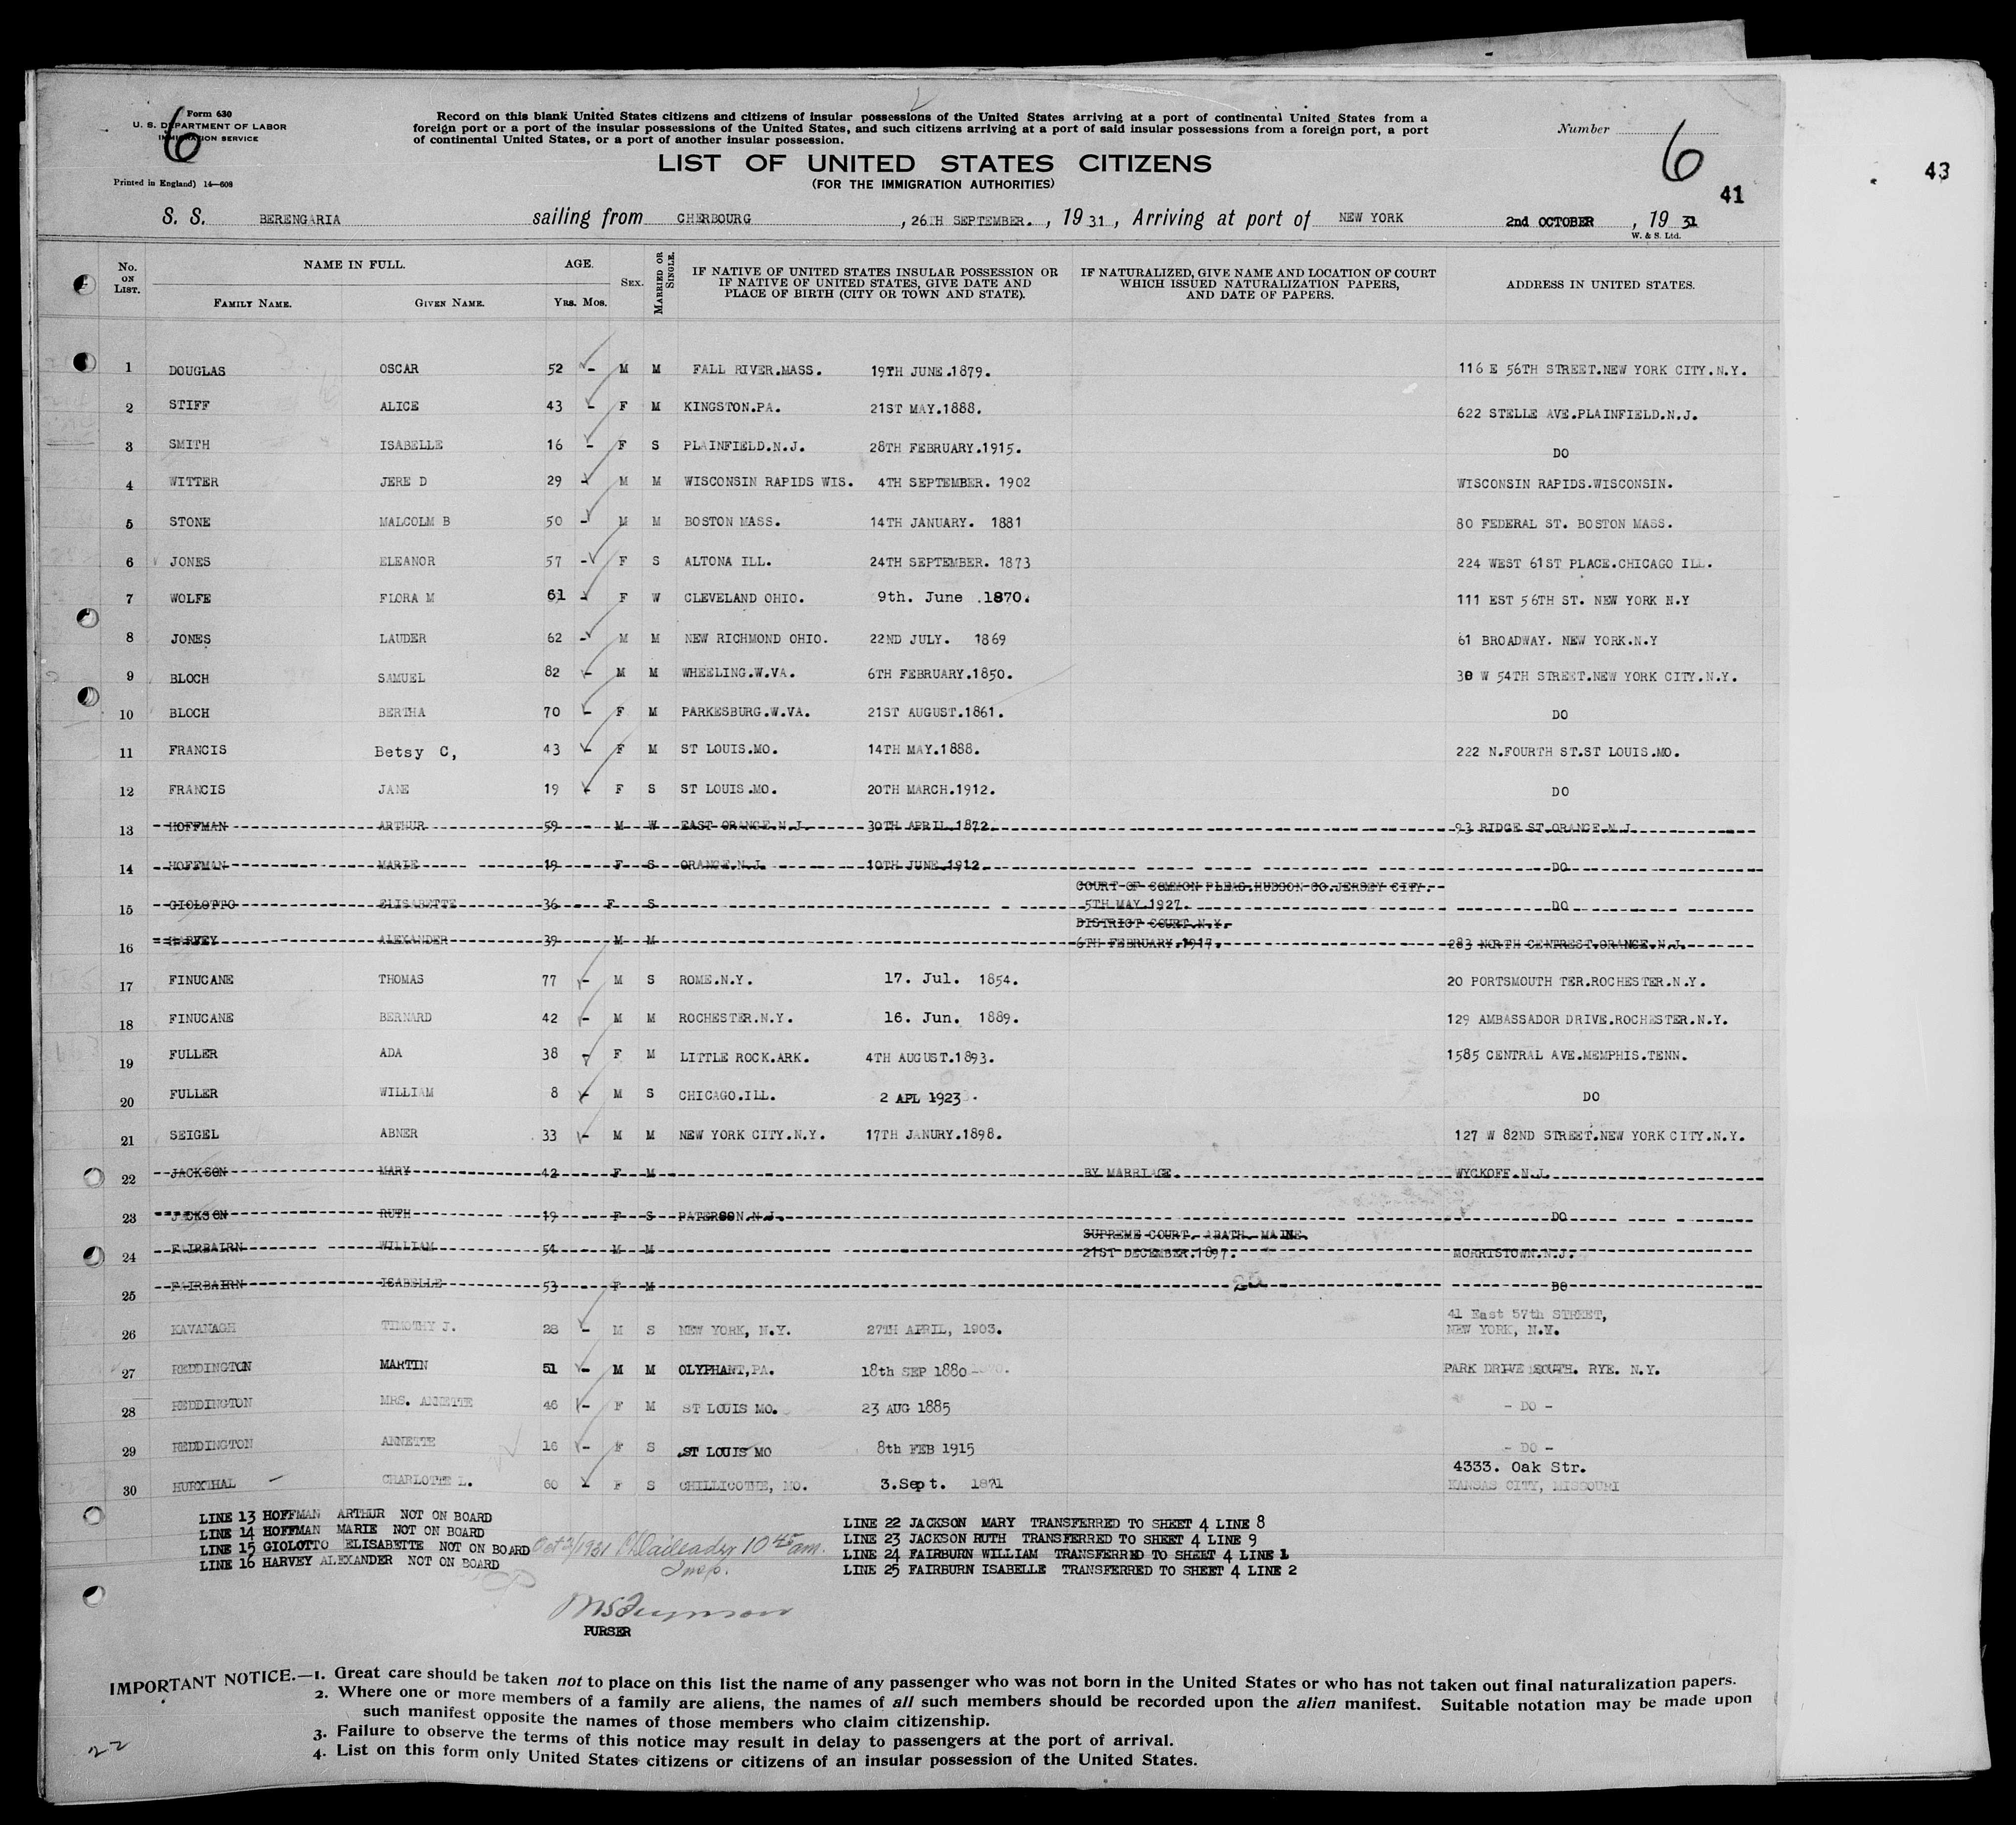 Form 630
U. S. DEPARTMENT OF LABOR
IMMIGRATION SERVICE
6
Printed in England) 14—608
Record on this blank United States citizens and citizens of insular possessions of the United States arriving at a port of continental United States from a
foreign port or a port of the insular possessions of the United States, and such citizens arriving at a port of said insular possessions from a foreign port, a port
of continental United States, or a port of another insular possession.
LIST OF UNITED STATES CITIZENS
(FOR THE IMMIGRATION AUTHORITIES)
Number
6
41
43
S. S. BERENGARIA sailing from CHERBOURG, 26TH SEPTEMBER., 19 31, Arriving at port of NEW YORK 2nd OCTOBER, 19 31
W. & S. Ltd.
No. ON LIST. NAME IN FULL. FAMILY NAME. GIVEN NAME. AGE. YRS. MOS. SEX. MARRIED OR SINGLE. IF NATIVE OF UNITED STATES INSULAR POSSESSION OR IF NATIVE OF UNITED STATES, GIVE DATE AND PLACE OF BIRTH (CITY OR TOWN AND STATE). IF NATURALIZED, GIVE NAME AND LOCATION OF COURT WHICH ISSUED NATURALIZATION PAPERS, AND DATE OF PAPERS. ADDRESS IN UNITED STATES.
1 DOUGLAS OSCAR 52 - M M FALL RIVER.MASS. 19TH JUNE.1879. 116 E 56TH STREET.NEW YORK CITY.N.Y.
2 STIFF ALICE 43 - F M KINGSTON.PA. 21ST MAY.1888. 622 STELLE AVE.PLAINFIELD.N.J.
3 SMITH ISABELLE 16 - F S PLAINFIELD.N.J. 28TH FEBRUARY.1915. DO
4 WITTER JERE D 29 - M M WISCONSIN RAPIDS WIS. 4TH SEPTEMBER. 1902 WISCONSIN RAPIDS.WISCONSIN.
5 STONE MALCOLM B 50 - M M BOSTON MASS. 14TH JANUARY. 1881 80 FEDERAL ST. BOSTON MASS.
6 JONES ELEANOR 57 - F S ALTONA ILL. 24TH SEPTEMBER. 1873 224 WEST 61ST PLACE.CHICAGO ILL.
7 WOLFE FLORA M 61 - F W CLEVELAND OHIO. 9th. June .1870. 111 EST 56TH ST. NEW YORK N.Y
8 JONES LAUDER 62 - M M NEW RICHMOND OHIO. 22ND JULY. 1869 61 BROADWAY. NEW YORK.N.Y
9 BLOCH SAMUEL 82 - M M WHEELING.W.VA. 6TH FEBRUARY.1850. 30 W 54TH STREET.NEW YORK CITY.N.Y.
10 BLOCH BERTHA 70 - F M PARKESBURG.W.VA. 21ST AUGUST.1861. DO
11 FRANCIS Betsy C, 43 - F M ST LOUIS.MO. 14TH MAY.1888. 222 N.FOURTH ST.ST LOUIS.MO.
12 FRANCIS JANE 19 - F S ST LOUIS.MO. 20TH MARCH.1912. DO
13 HOFFMAN ARTHUR 59 M W EAST ORANGE.N.J. 30TH APRIL.1872. 93 RIDGE ST.ORANGE.N.J.
14 HOFFMAN MARIE 19 F S ORANGE.N.J. 10TH JUNE.1912 DO
COURT OF COMMON PLEAS.HUDSON CO.JERSEY CITY.
15 GIOLOTTO ELISABETTE 36 F S 5TH MAY.1927. DO
DISTRICT COURT.N.Y.
16 HARVEY ALEXANDER 39 M M 6TH FEBRUARY.1917. 283 NORTH CENTREST.ORANGE.N.J.
17 FINUCANE THOMAS 77 - M S ROME.N.Y. 17. Jul. 1854. 20 PORTSMOUTH TER.ROCHESTER.N.Y.
18 FINUCANE BERNARD 42 - M M ROCHESTER.N.Y. 16. Jun. 1889. 129 AMBASSADOR DRIVE.ROCHESTER.N.Y.
19 FULLER ADA 38 - F M LITTLE ROCK.ARK. 4TH AUGUST.1893. 1585 CENTRAL AVE.MEMPHIS.TENN.
20 FULLER WILLIAM 8 - M S CHICAGO.ILL. 2 APL 1923. DO
21 SEIGEL ABNER 33 - M M NEW YORK CITY.N.Y. 17TH JANURY.1898. 127 W 82ND STREET.NEW YORK CITY.N.Y.
22 JACKSON MARY 42 F M BY MARRIAGE. WYCKOFF.N.J.
23 JACKSON RUTH 19 F S PATERSON.N.J. DO
SUPREME COURT. BATH MAINE.
24 FAIRBAIRN WILLIAM 54 M M 21ST DECEMBER.1897. MORRISTOWN.N.J.
25 FAIRBAIRN ISABELLE 53 F M DO
41 East 57th STREET,
26 KAVANAGH TIMOTHY J. 28 - M S NEW YORK, N.Y. 27TH APRIL, 1903. NEW YORK, N.Y.
27 REDDINGTON MARTIN 51 - M M OLYPHANT,PA. 18th SEP 1880 PARK DRIVE SOUTH. RYE. N.Y.
28 REDDINGTON MRS. ANNETTE 46 - F M ST LOUIS MO. 23 AUG 1885 - DO -
29 REDDINGTON ANNETTE 16 - F S ST LOUIS MO 8th FEB 1915 - DO -
4333. Oak Str.
30 HURXTHAL CHARLOTTE L. 60 - F S CHILLICOTHE, MO. 3.Sept. 1871 KANSAS CITY, MISSOURI
LINE 13 HOFFMAN ARTHUR NOT ON BOARD
LINE 14 HOFFMAN MARIE NOT ON BOARD
LINE 15 GIOLOTTO ELISABETTE NOT ON BOARD
LINE 16 HARVEY ALEXANDER NOT ON BOARD
Oct 2/1931 10 45 am.
Insp.
LINE 22 JACKSON MARY TRANSFERRED TO SHEET 4 LINE 8
LINE 23 JACKSON RUTH TRANSFERRED TO SHEET 4 LINE 9
LINE 24 FAIRBURN WILLIAM TRANSFERRED TO SHEET 4 LINE 1
LINE 25 FAIRBURN ISABELLE TRANSFERRED TO SHEET 4 LINE 2
PURSER
IMPORTANT NOTICE.—1. Great care should be taken not to place on this list the name of any passenger who was not born in the United States or who has not taken out final naturalization papers.
2. Where one or more members of a family are aliens, the names of all such members should be recorded upon the alien manifest. Suitable notation may be made upon
such manifest opposite the names of those members who claim citizenship.
3. Failure to observe the terms of this notice may result in delay to passengers at the port of arrival.
4. List on this form only United States citizens or citizens of an insular possession of the United States.
22